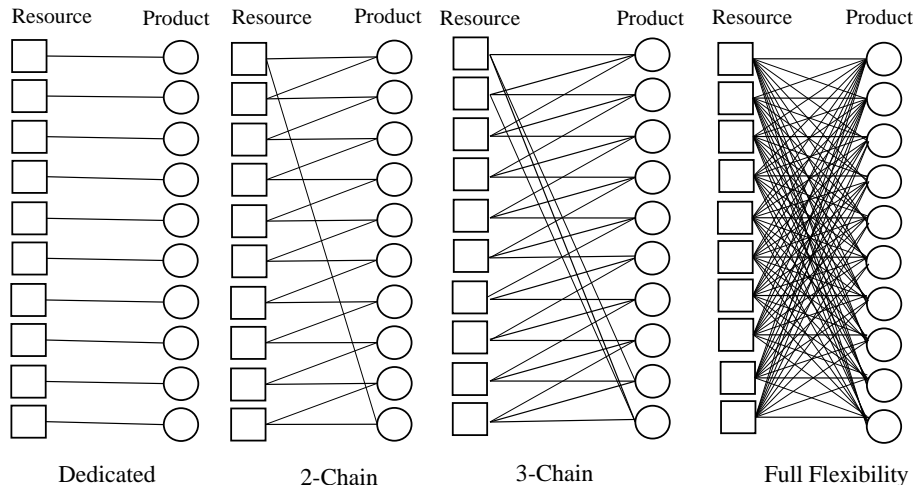 Resource Product Resource Product Resource Product Resource Product
Dedicated 2-Chain 3-Chain Full Flexibility